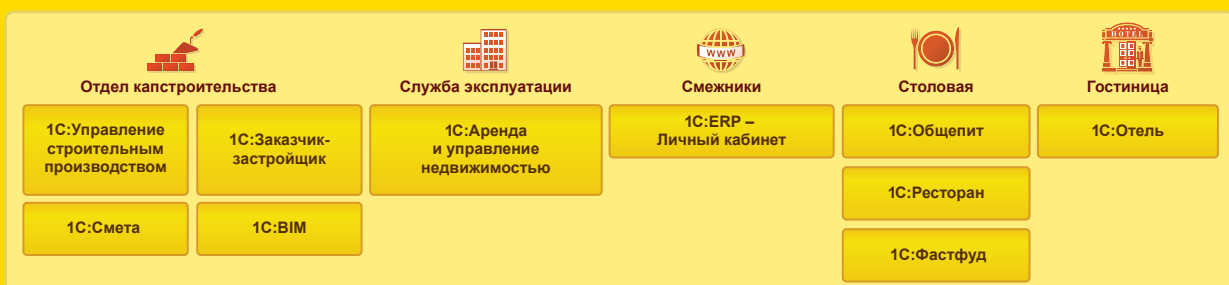 WWW
HOTEL
Отдел капстроительства
Служба эксплуатации
Смежники
Столовая
Гостиница
1С:Управление
строительным
производством
1С:Заказчик-
застройщик
1С:Смета
1С:BIM
1С:Аренда
и управление
недвижимостью
1С:ERP –
Личный кабинет
1С:Общепит
1С:Ресторан
1С:Фастфуд
1С:Отель